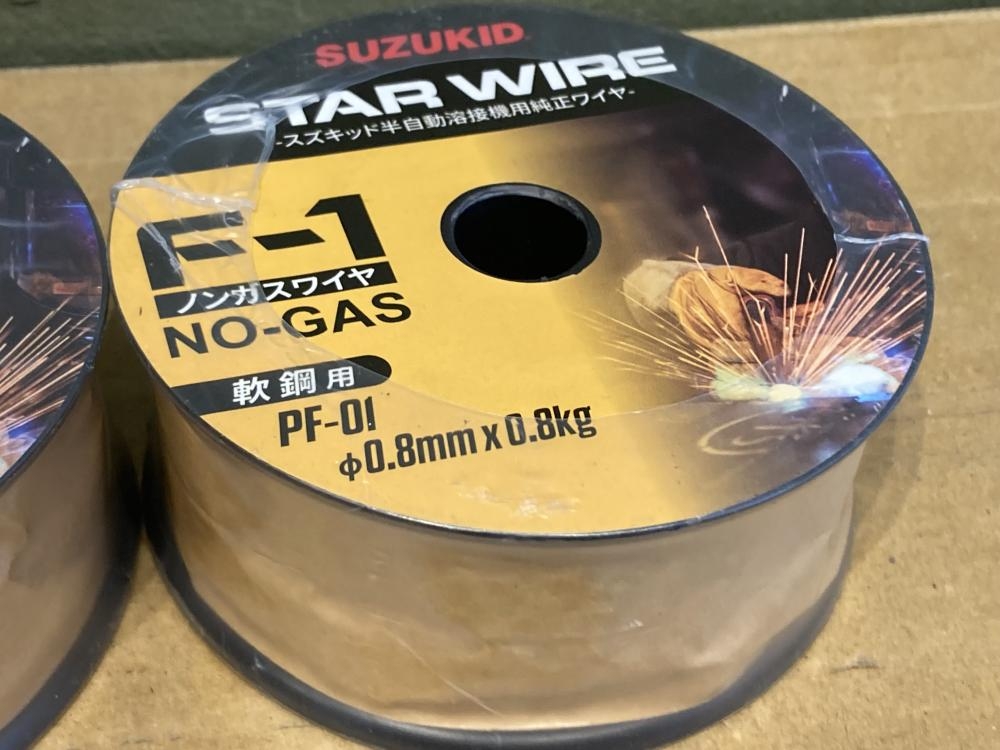 SUZUKID
STAR WIRE
-スズキッド半自動溶接機用純正ワイヤ-
F-1
ノンガスワイヤ
NO-GAS
軟鋼用
PF-01
φ0.8mm x 0.8kg